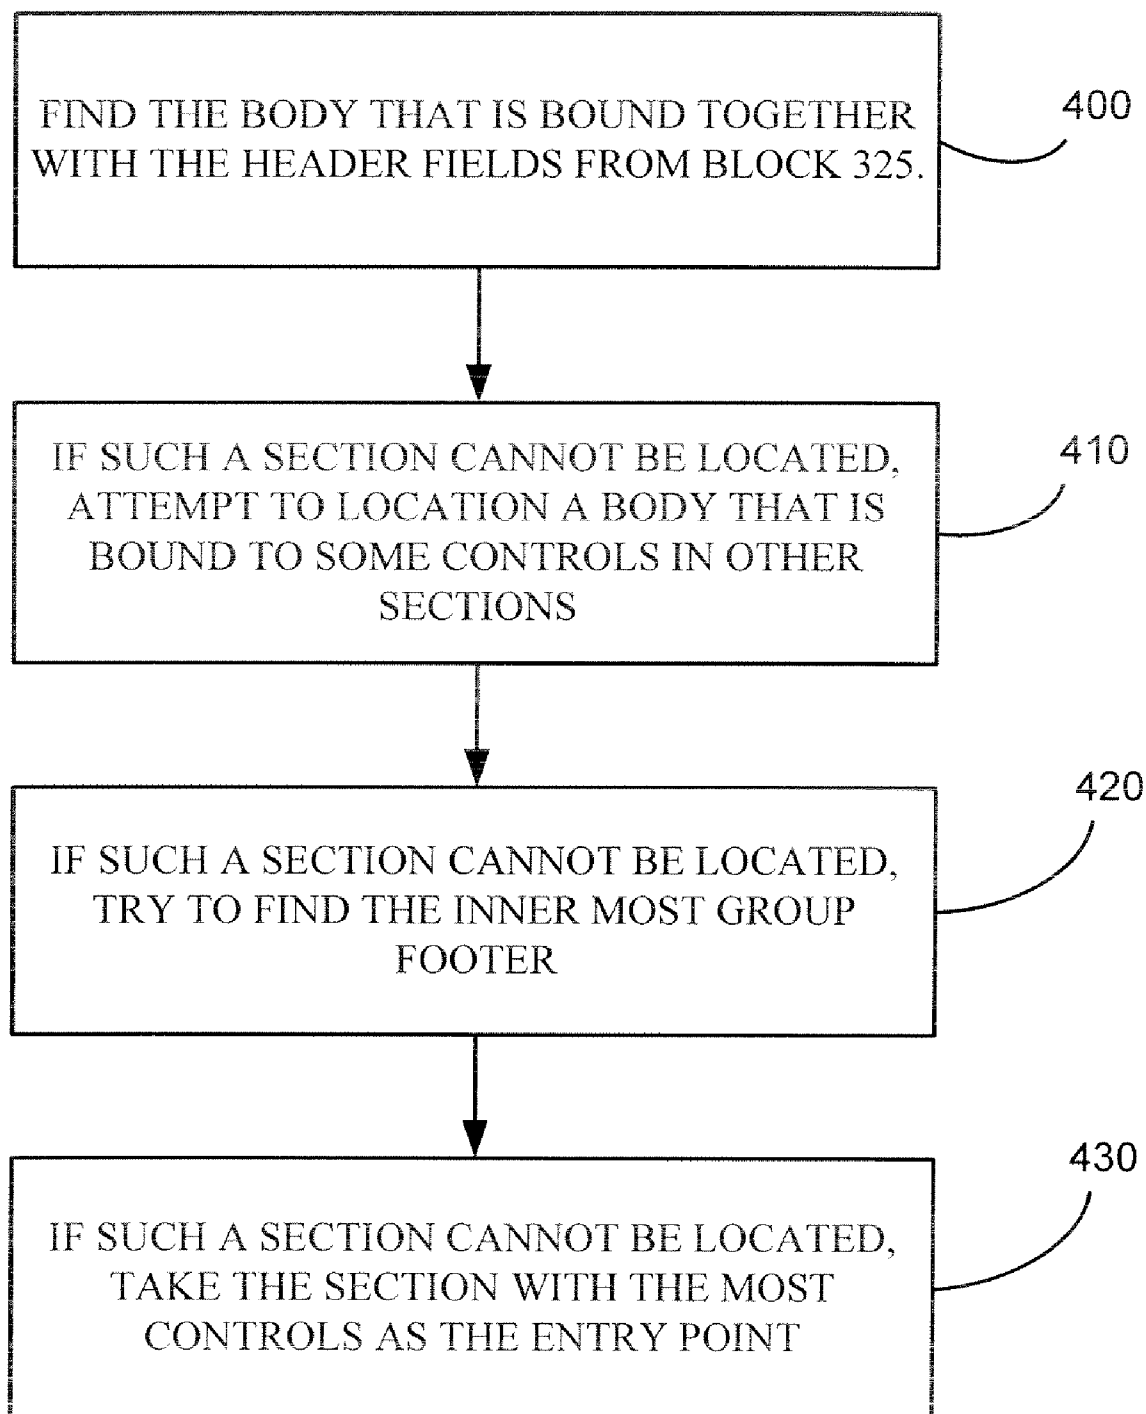 FIND THE BODY THAT IS BOUND TOGETHER
WITH THE HEADER FIELDS FROM BLOCK 325.
400
IF SUCH A SECTION CANNOT BE LOCATED,
ATTEMPT TO LOCATION A BODY THAT IS
BOUND TO SOME CONTROLS IN OTHER
SECTIONS
410
IF SUCH A SECTION CANNOT BE LOCATED,
TRY TO FIND THE INNER MOST GROUP
FOOTER
420
IF SUCH A SECTION CANNOT BE LOCATED,
TAKE THE SECTION WITH THE MOST
CONTROLS AS THE ENTRY POINT
430